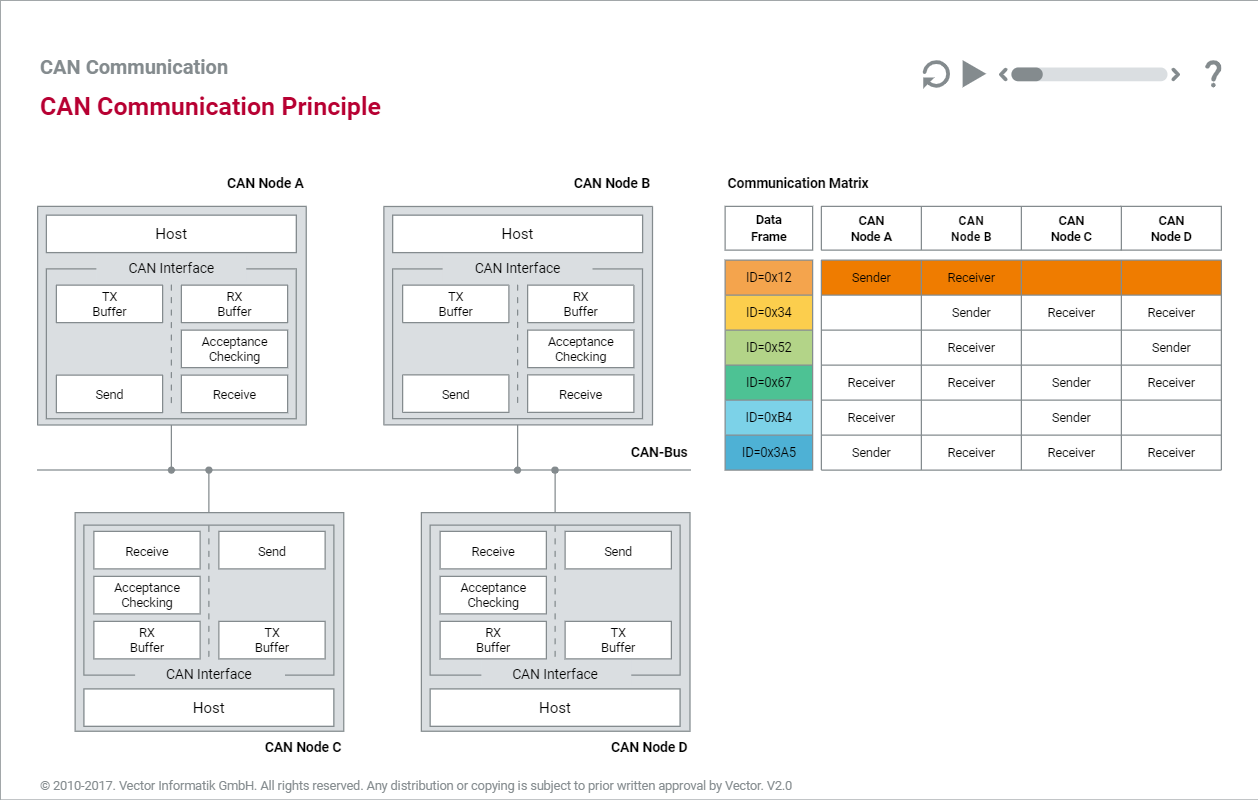 CAN Communication
CAN Communication Principle
?
CAN Node A
Host
CAN Interface
TX
Buffer
RX
Buffer
Acceptance
Checking
Send
Receive
CAN Node B
Host
CAN Interface
TX
Buffer
RX
Buffer
Acceptance
Checking
Send
Receive
CAN-Bus
Receive
Send
Acceptance
Checking
RX
Buffer
TX
Buffer
CAN Interface
Host
CAN Node C
Receive
Send
Acceptance
Checking
RX
Buffer
TX
Buffer
CAN Interface
Host
CAN Node D
Communication Matrix
Data
Frame
CAN
Node A
CAN
Node B
CAN
Node C
CAN
Node D
ID=0x12 Sender Receiver
ID=0x34 Sender Receiver Receiver
ID=0x52 Receiver Sender
ID=0x67 Receiver Receiver Sender Receiver
ID=0xB4 Receiver Sender
ID=0x3A5 Sender Receiver Receiver Receiver
© 2010-2017. Vector Informatik GmbH. All rights reserved. Any distribution or copying is subject to prior written approval by Vector. V2.0